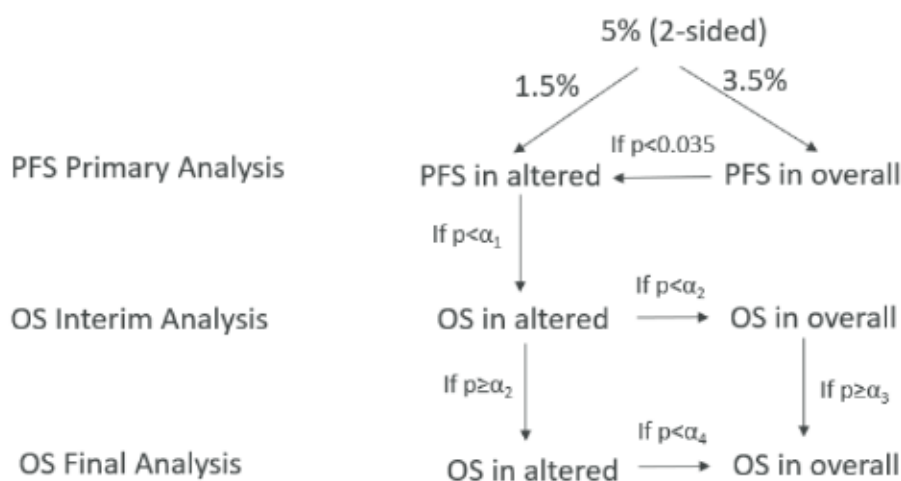 5% (2-sided)
1.5%
3.5%
If p<0.035
PFS Primary Analysis
PFS in altered
PFS in overall
If p<α₁
If p<α₂
OS Interim Analysis
OS in altered
OS in overall
If p≥α₂
If p≥α₃
If p<α₄
OS Final Analysis
OS in altered
OS in overall